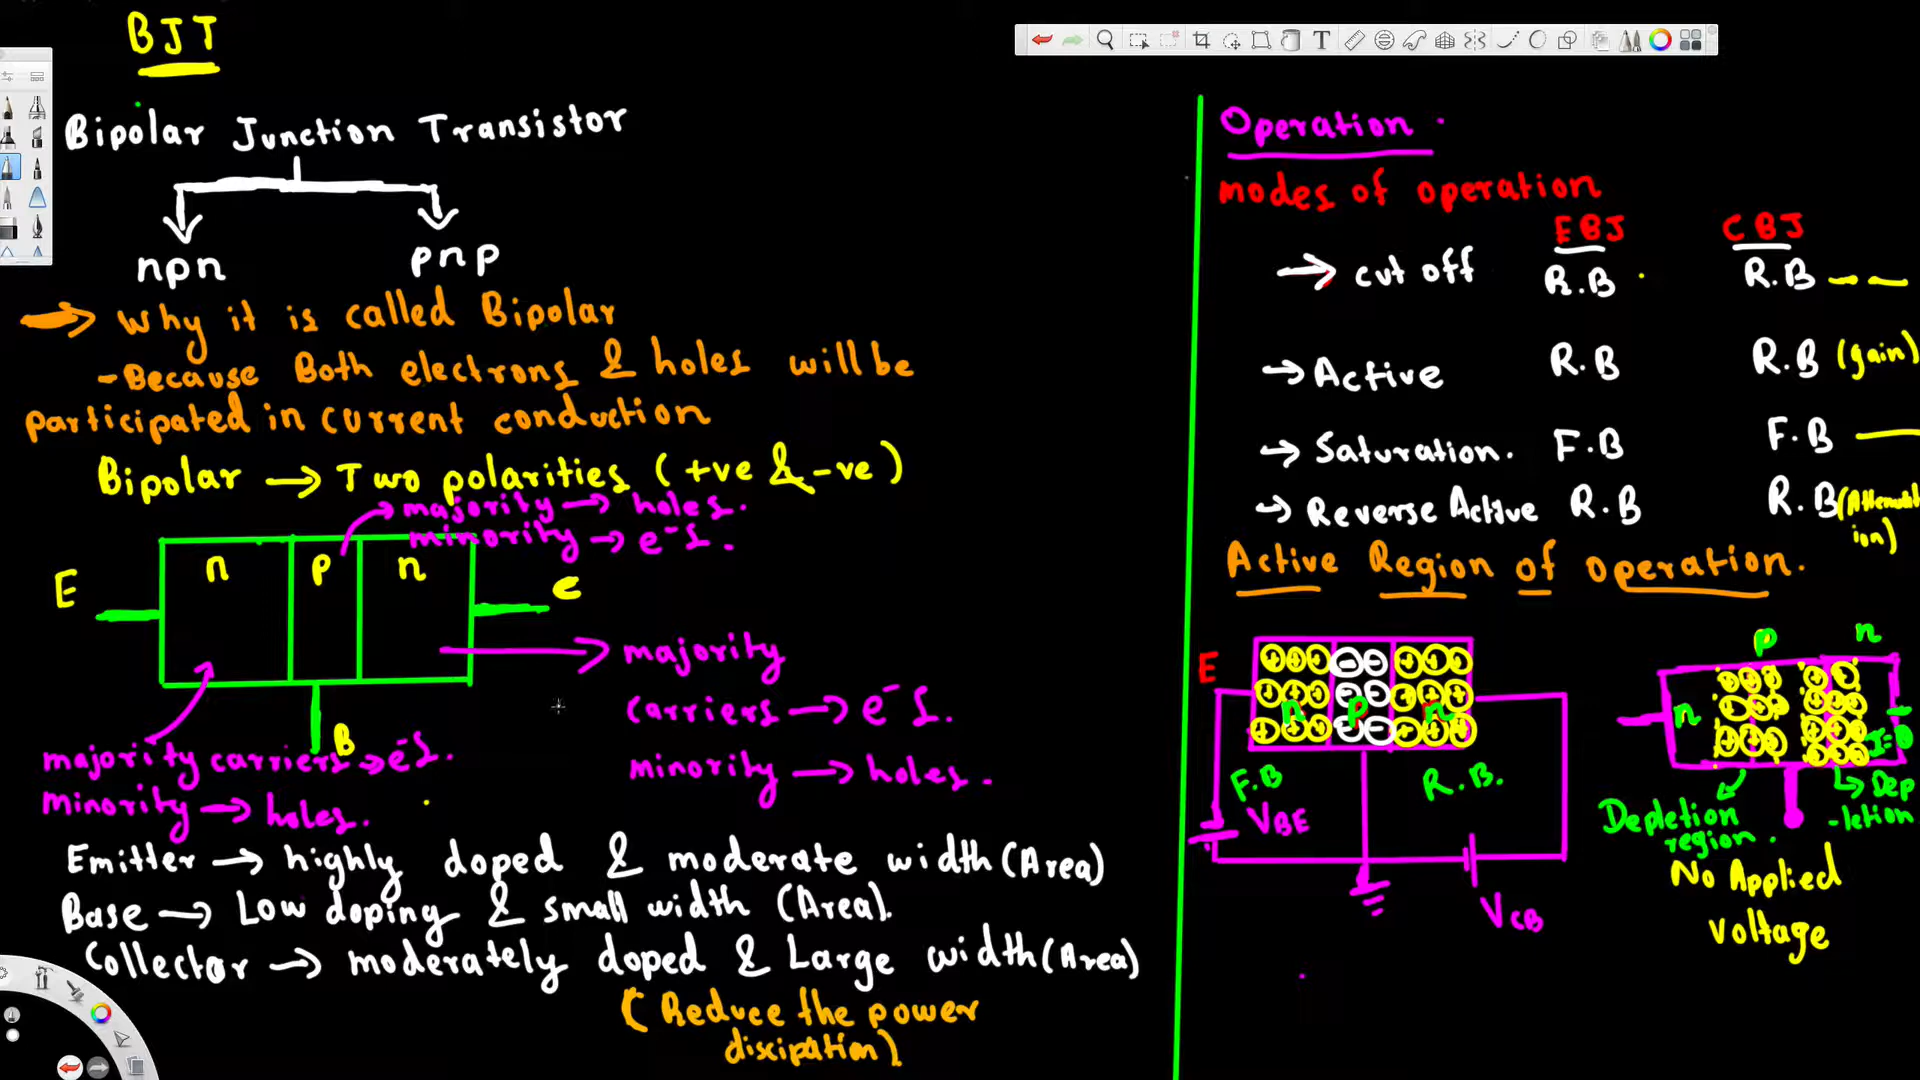 BJT
Bipolar Junction Transistor
npn pnp
Why it is called Bipolar
-Because Both electrons & holes will be
participated in current conduction
Bipolar → Two polarities (+ve & -ve)
majority → holes.
minority → e⁻s.
E n p n C
B
majority
carriers → e⁻s.
minority → holes.
majority carriers → e⁻s.
minority → holes.
Emitter → highly doped & moderate width (Area)
Base → Low doping & small width (Area).
Collector → moderately doped & Large width (Area)
(Reduce the power
discipation)
Operation.
modes of operation
EBJ CBJ
→ cut off R.B R.B
→ Active R.B R.B (gain)
→ Saturation. F.B F.B
→ Reverse Active R.B R.B (Attenuat
ion)
Active Region of operation.
E
n p n
F.B R.B.
VBE
VCB
p n
n
I=0
Depletion
region.
→ Dep
-letion
No Applied
voltage